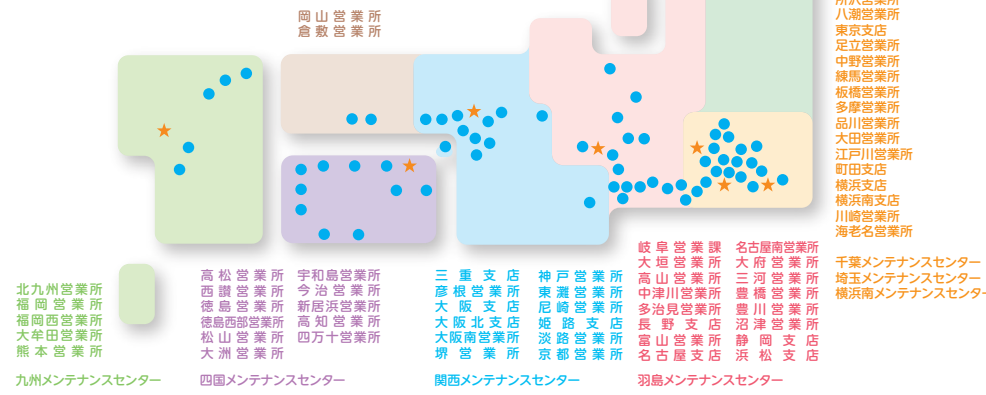 岡山営業所
倉敷営業所
所沢営業所
八潮営業所
東京支店
足立営業所
中野営業所
練馬営業所
板橋営業所
多摩営業所
品川営業所
大田営業所
江戸川営業所
町田支店
横浜支店
横浜南支店
川崎営業所
海老名営業所
千葉メンテナンスセンター
埼玉メンテナンスセンター
横浜南メンテナンスセンター
北九州営業所
福岡営業所
福岡西営業所
大牟田営業所
熊本営業所
九州メンテナンスセンター
高松営業所
西讃営業所
徳島営業所
徳島西部営業所
松山営業所
大洲営業所
宇和島営業所
今治営業所
新居浜営業所
高知営業所
四万十営業所
四国メンテナンスセンター
三重支店
彦根営業所
大阪支店
大阪北支店
大阪南営業所
堺営業所
神戸営業所
東灘営業所
尼崎営業所
姫路支店
淡路営業所
京都営業所
関西メンテナンスセンター
岐阜営業課
大垣営業所
高山営業所
中津川営業所
多治見営業所
長野支店
富山営業所
名古屋支店
名古屋南営業所
大府営業所
三河営業所
豊橋営業所
豊川営業所
沼津営業所
静岡支店
浜松支店
羽島メンテナンスセンター